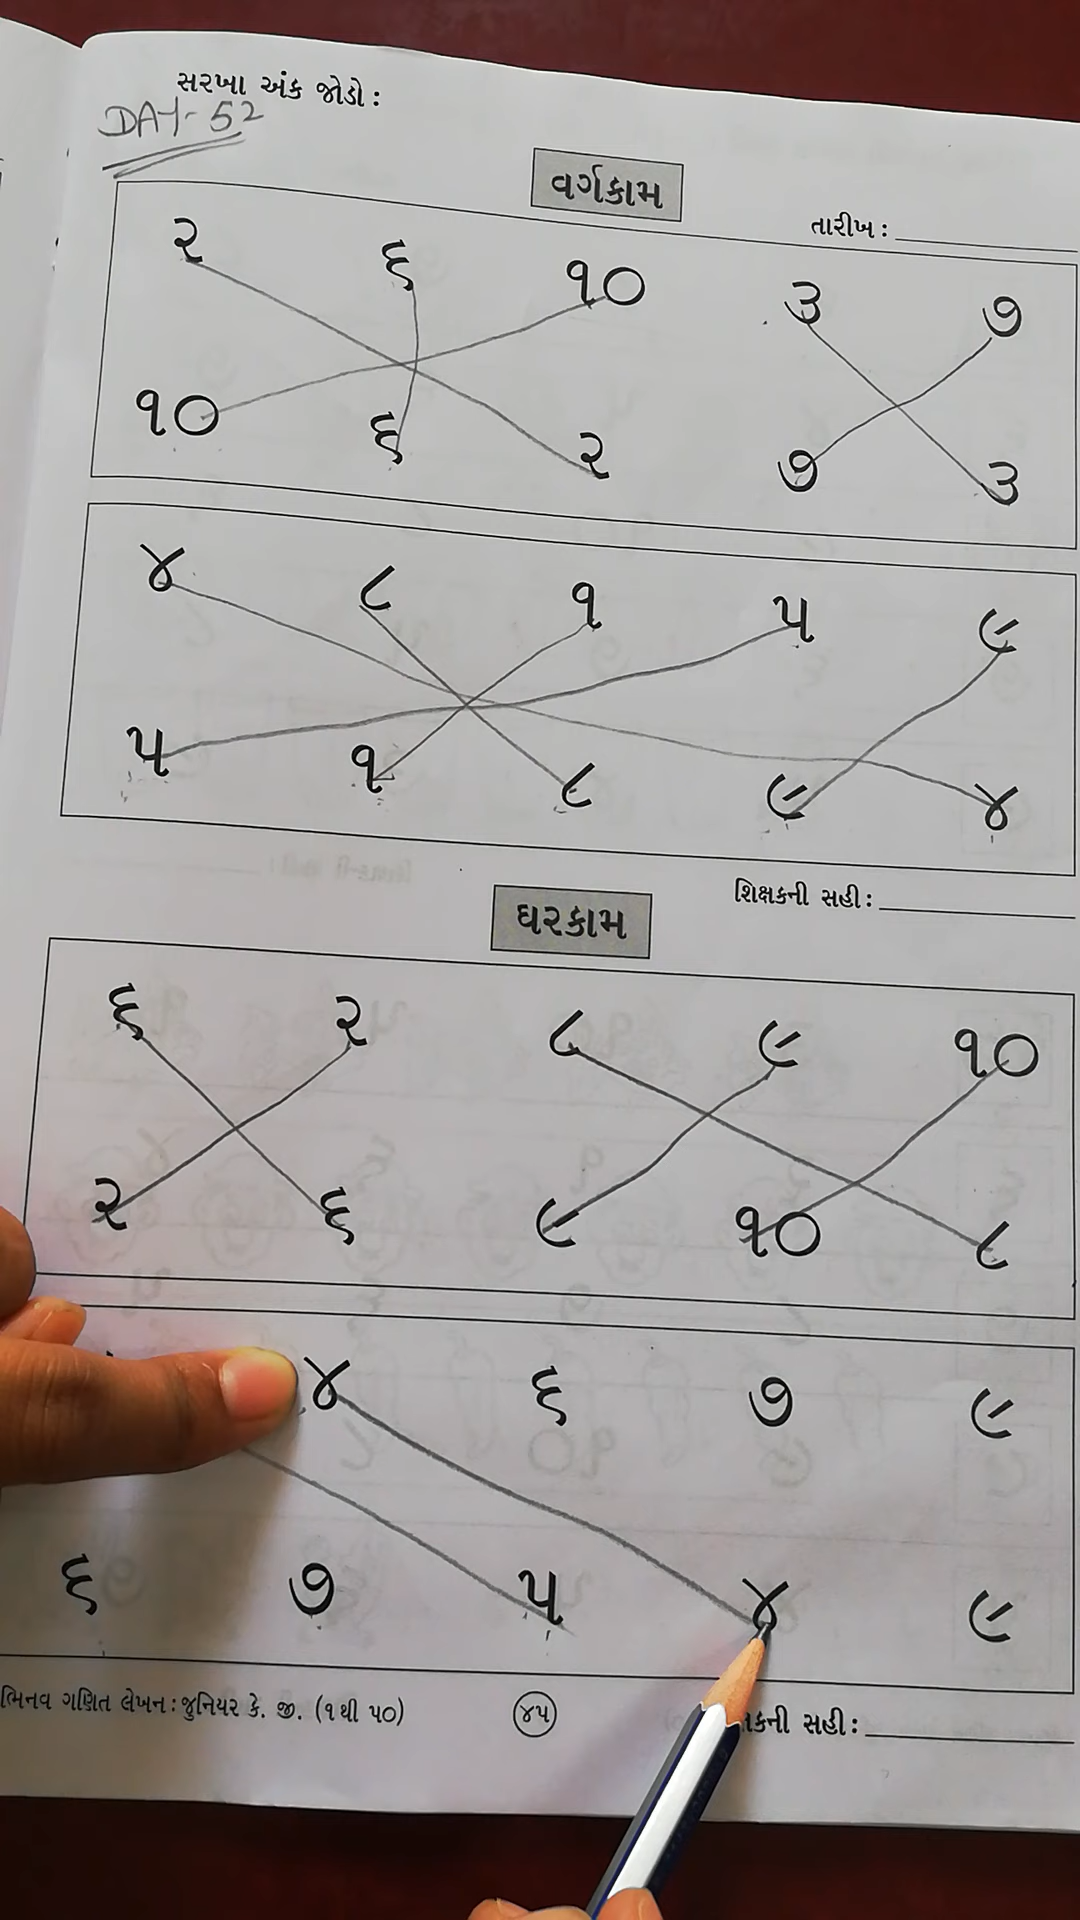 સરખા અંક જોડો :
DAY-52
વર્ગકામ
તારીખ :
૨ ૬ ૧૦ ૩ ૭
૧૦ ૬ ૨ ૭ ૩
૪ ૮ ૧ ૫ ૯
૫ ૧ ૮ ૯ ૪
શિક્ષકની સહી :
ઘરકામ
૬ ૨ ૮ ૯ ૧૦
૨ ૬ ૯ ૧૦ ૮
૪ ૬ ૭ ૯
૬ ૭ ૫ ૪ ૯
ગણિત લેખન : જુનિયર કે. જી. (૧ થી ૫૦) ૪૫ સહી :